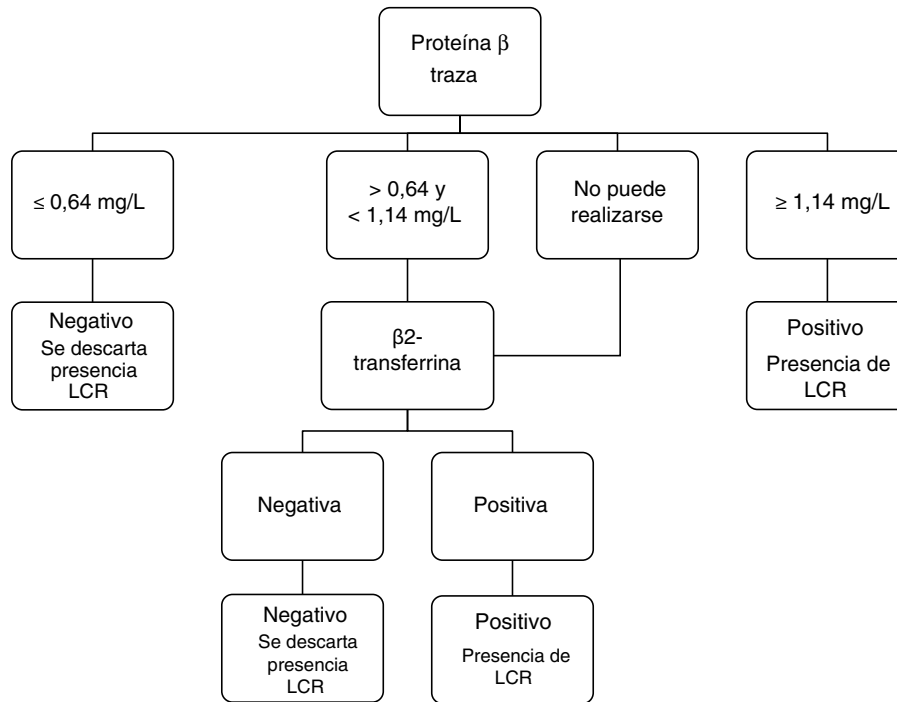 Proteína β
traza
≤ 0,64 mg/L
> 0,64 y
< 1,14 mg/L
No puede
realizarse
≥ 1,14 mg/L
Negativo
Se descarta
presencia
LCR
β2-
transferrina
Positivo
Presencia de
LCR
Negativa
Positiva
Negativo
Se descarta
presencia
LCR
Positivo
Presencia de
LCR